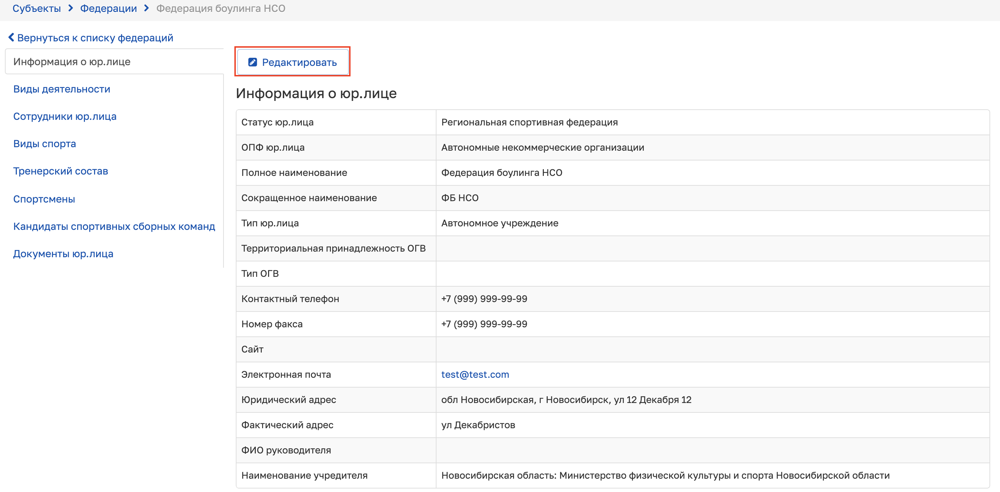 Субъекты > Федерации > Федерация боулинга НСО
Вернуться к списку федераций
Информация о юр.лице
Виды деятельности
Сотрудники юр.лица
Виды спорта
Тренерский состав
Спортсмены
Кандидаты спортивных сборных команд
Документы юр.лица
Редактировать
Информация о юр.лице
Статус юр.лица Региональная спортивная федерация
ОПФ юр.лица Автономные некоммерческие организации
Полное наименование Федерация боулинга НСО
Сокращенное наименование ФБ НСО
Тип юр.лица Автономное учреждение
Территориальная принадлежность ОГВ
Тип ОГВ
Контактный телефон +7 (999) 999-99-99
Номер факса +7 (999) 999-99-99
Сайт
Электронная почта test@test.com
Юридический адрес обл Новосибирская, г Новосибирск, ул 12 Декабря 12
Фактический адрес ул Декабристов
ФИО руководителя
Наименование учредителя Новосибирская область: Министерство физической культуры и спорта Новосибирской области